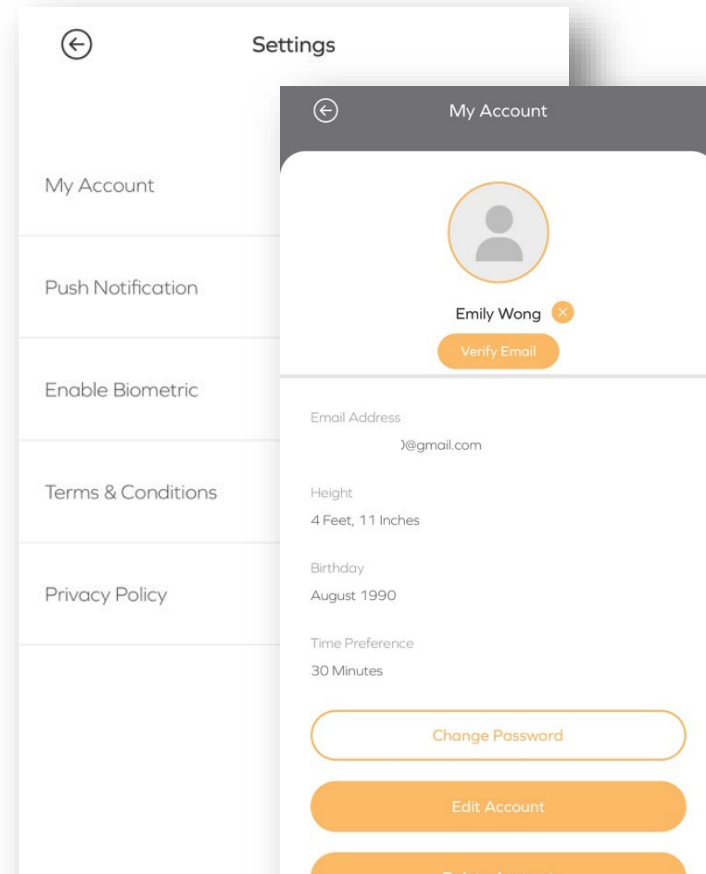 Settings
My Account
Push Notification
Enable Biometric
Terms & Conditions
Privacy Policy
My Account
Emily Wong
Verify Email
Email Address
)@gmail.com
Height
4 Feet, 11 Inches
Birthday
August 1990
Time Preference
30 Minutes
Change Password
Edit Account